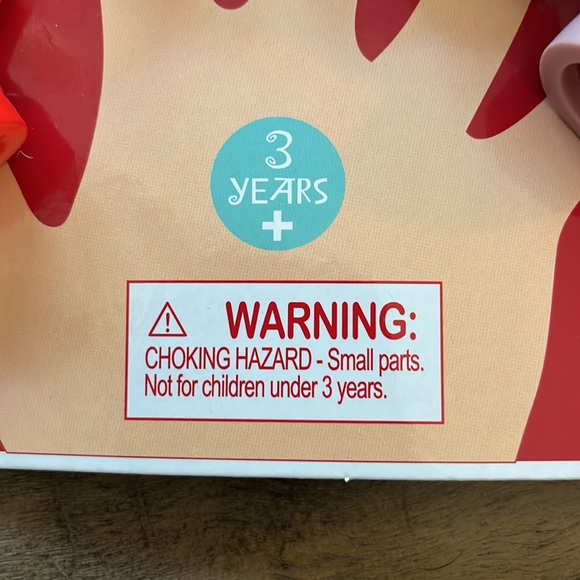 3
YEARS
+
WARNING:
CHOKING HAZARD - Small parts.
Not for children under 3 years.